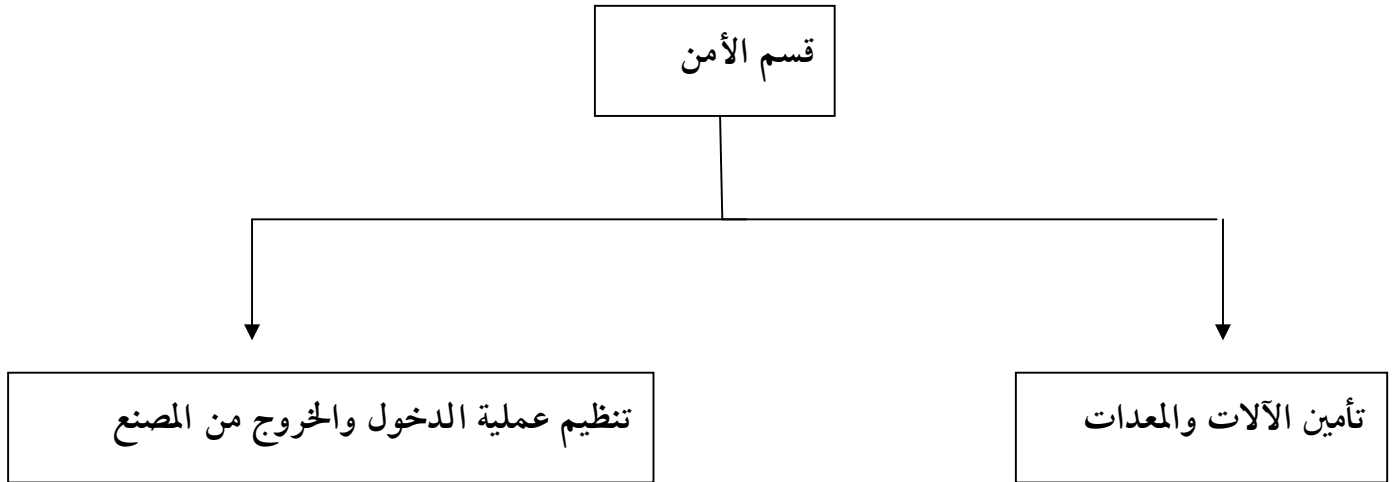 قسم الأمن
تأمين الآلات والمعدات
تنظيم عملية الدخول والخروج من المصنع